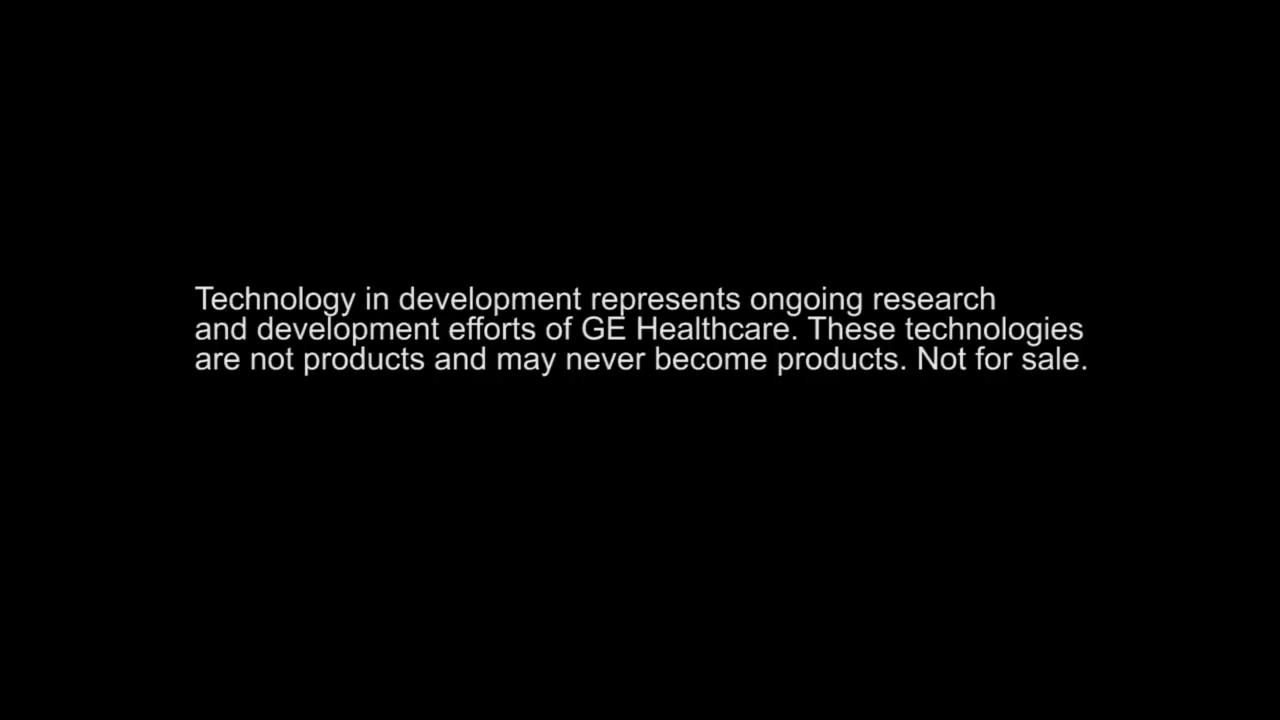 Technology in development represents ongoing research
and development efforts of GE Healthcare. These technologies
are not products and may never become products. Not for sale.